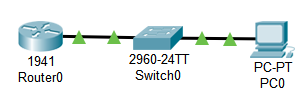 1941
Router0
2960-24TT
Switch0
PC-PT
PC0